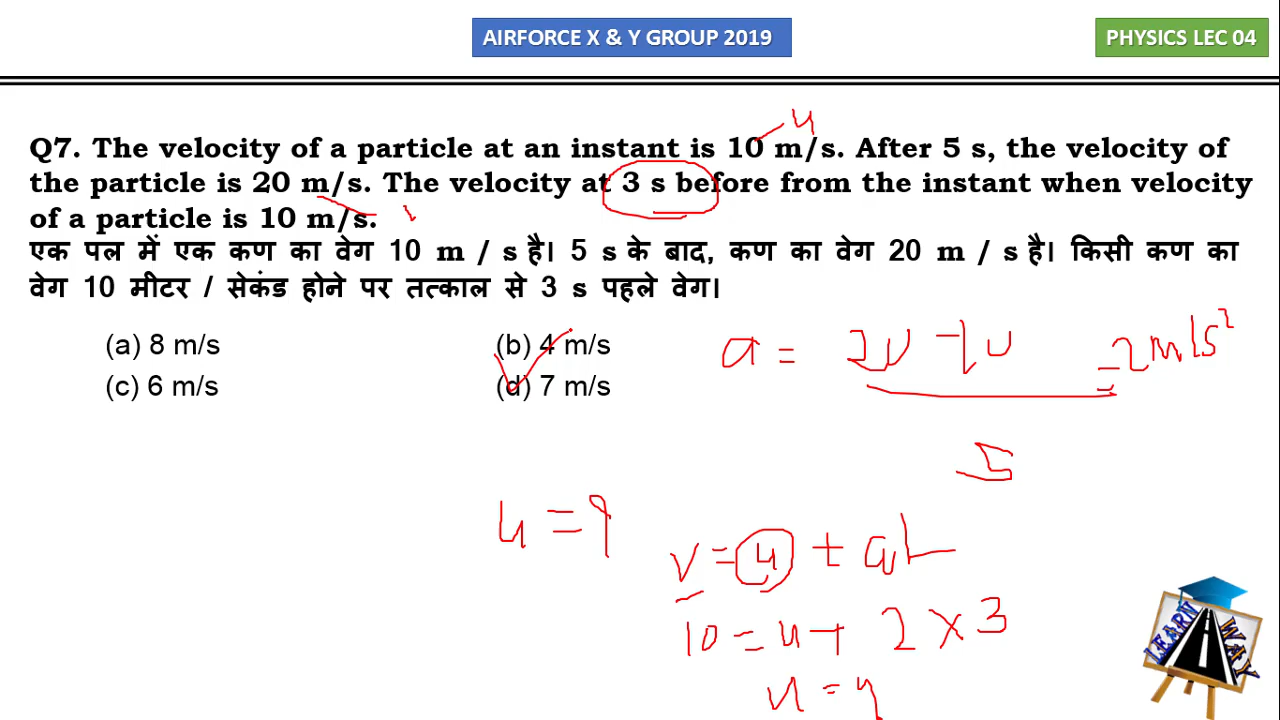 AIRFORCE X & Y GROUP 2019
PHYSICS LEC 04
u
Q7. The velocity of a particle at an instant is 10 m/s. After 5 s, the velocity of
the particle is 20 m/s. The velocity at 3 s before from the instant when velocity
of a particle is 10 m/s.
एक पल में एक कण का वेग 10 m / s है। 5 s के बाद, कण का वेग 20 m / s है। किसी कण का
वेग 10 मीटर / सेकंड होने पर तत्काल से 3 s पहले वेग।
(a) 8 m/s
(b) 4 m/s
(c) 6 m/s
(d) 7 m/s
a = 20 - 10 = 2 m/s²
5
u = ?
v = u + at
10 = u + 2 × 3
u = 4
LEARN WAY